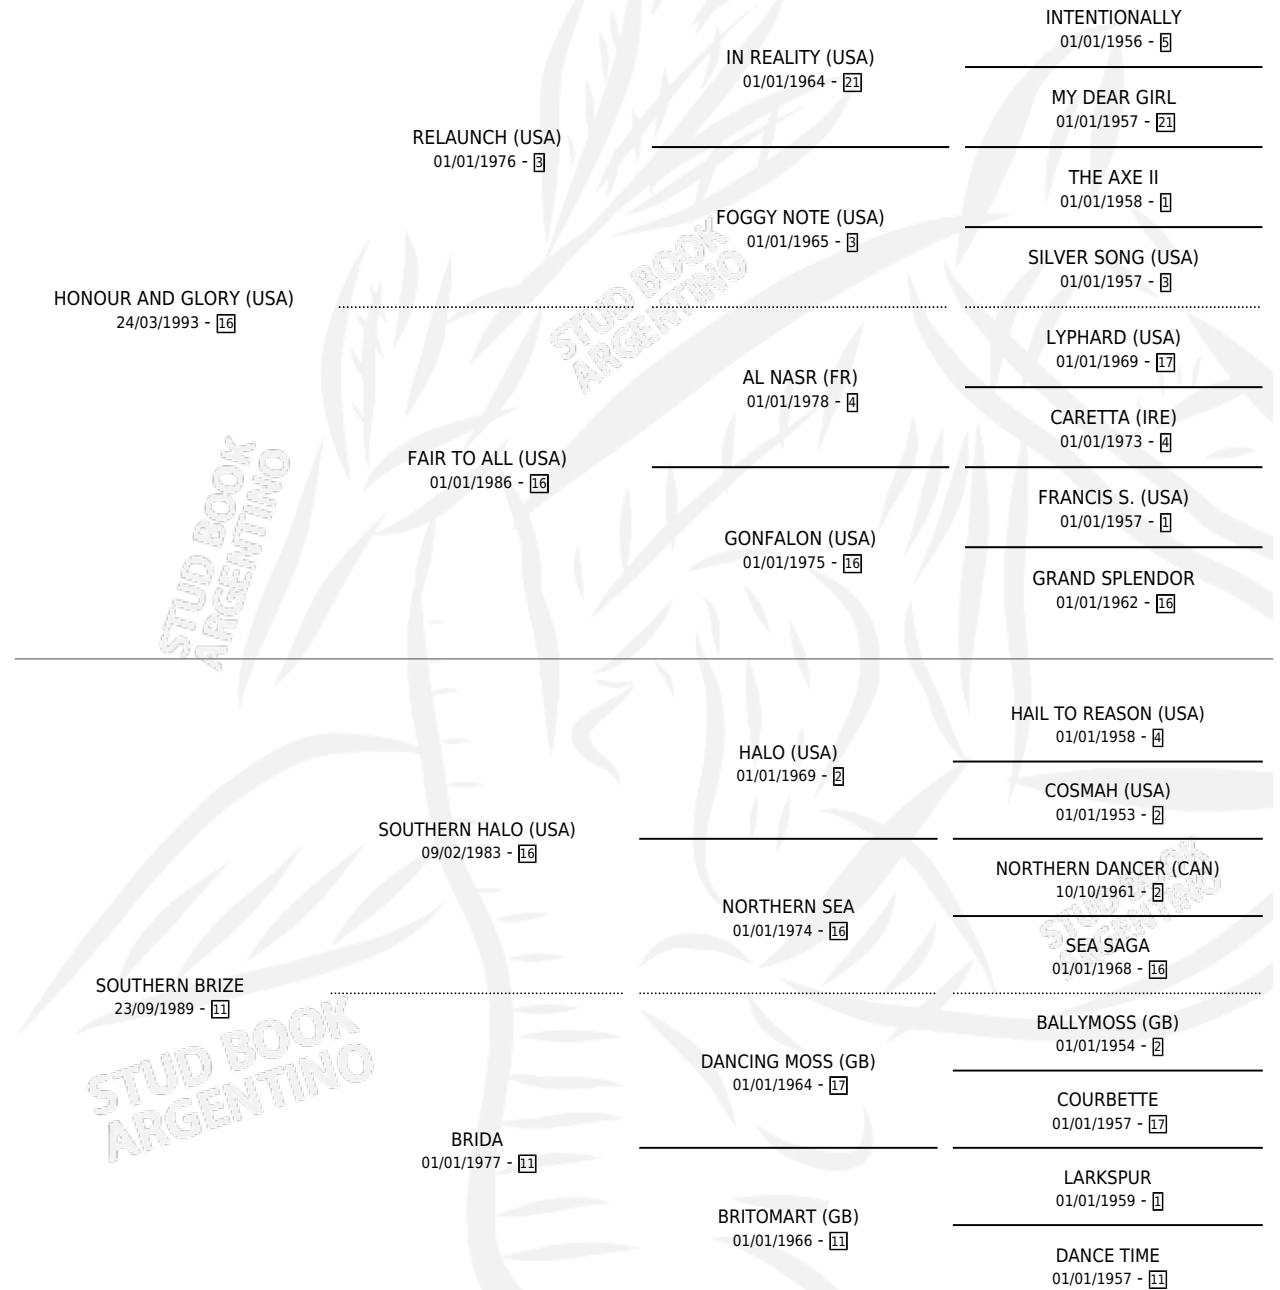 INTENTIONALLY
01/01/1956 - 5
IN REALITY (USA)
01/01/1964 - 21
MY DEAR GIRL
01/01/1957 - 21
RELAUNCH (USA)
01/01/1976 - 3
THE AXE II
01/01/1958 - 1
FOGGY NOTE (USA)
01/01/1965 - 3
SILVER SONG (USA)
01/01/1957 - 3
HONOUR AND GLORY (USA)
24/03/1993 - 16
STUD BOOK
ARGENTINO
LYPHARD (USA)
01/01/1969 - 17
AL NASR (FR)
01/01/1978 - 4
CARETTA (IRE)
01/01/1973 - 4
FAIR TO ALL (USA)
01/01/1986 - 16
FRANCIS S. (USA)
01/01/1957 - 1
GONFALON (USA)
01/01/1975 - 16
GRAND SPLENDOR
01/01/1962 - 16
STUD BOOK
ARGENTINO
HAIL TO REASON (USA)
01/01/1958 - 4
HALO (USA)
01/01/1969 - 2
COSMAH (USA)
01/01/1953 - 2
SOUTHERN HALO (USA)
09/02/1983 - 16
NORTHERN DANCER (CAN)
10/10/1961 - 2
NORTHERN SEA
01/01/1974 - 16
SEA SAGA
01/01/1968 - 16
STUD BOOK
ARGENTINO
SOUTHERN BRIZE
23/09/1989 - 11
BALLYMOSS (GB)
01/01/1954 - 2
DANCING MOSS (GB)
01/01/1964 - 17
COURBETTE
01/01/1957 - 17
STUD BOOK
ARGENTINO
BRIDA
01/01/1977 - 11
LARKSPUR
01/01/1959 - 1
BRITOMART (GB)
01/01/1966 - 11
DANCE TIME
01/01/1957 - 11